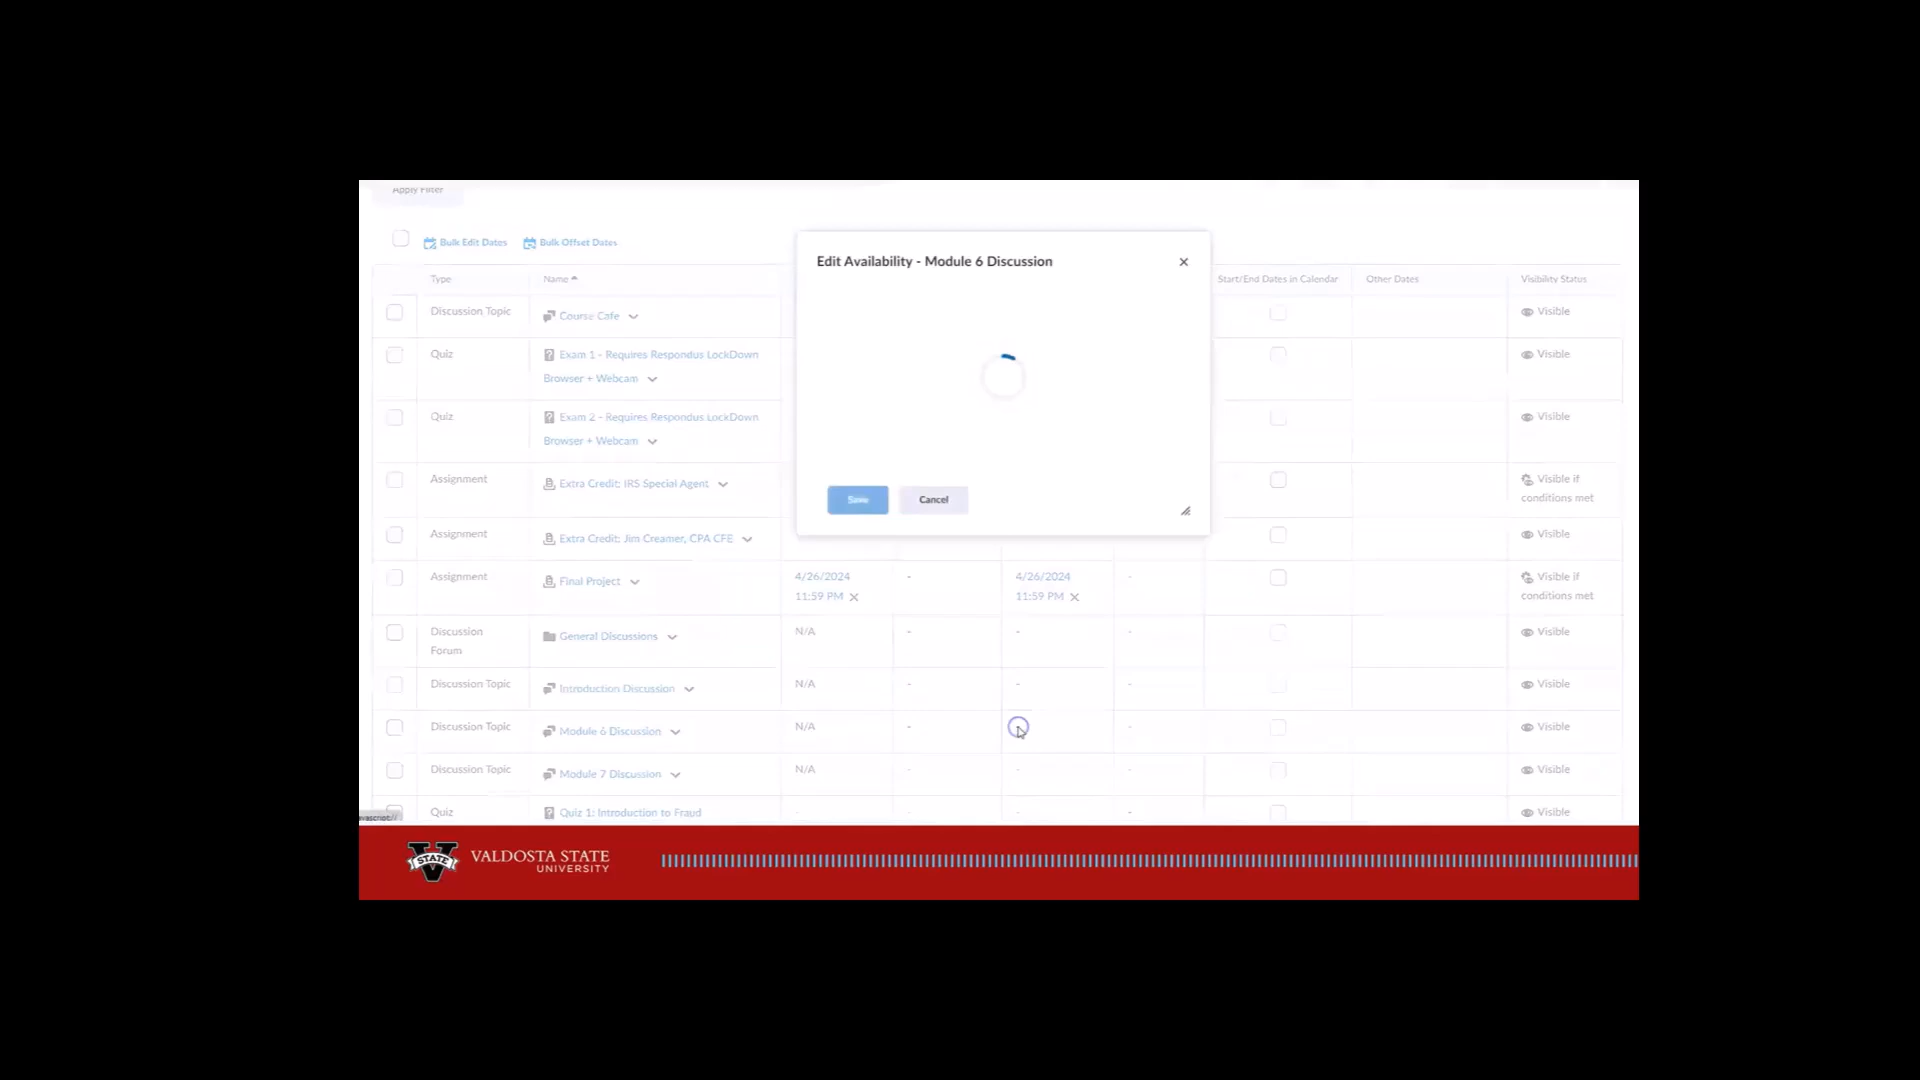 Apply Filter
Bulk Edit Dates Bulk Offset Dates
Edit Availability - Module 6 Discussion
Type Name Start/End Dates in Calendar Other Dates Visibility Status
Discussion Topic Course Cafe Visible
Quiz Exam 1 - Requires Respondus LockDown Visible
Browser + Webcam
Quiz Exam 2 - Requires Respondus LockDown Visible
Browser + Webcam
Assignment Extra Credit: IRS Special Agent Visible if
conditions met
Save Cancel
Assignment Extra Credit: Jim Creamer, CPA CFE Visible
Assignment Final Project 4/26/2024 - 4/26/2024 - Visible if
11:59 PM 11:59 PM conditions met
Discussion General Discussions N/A - - - Visible
Forum
Discussion Topic Introduction Discussion N/A - - - Visible
Discussion Topic Module 6 Discussion N/A - - - Visible
Discussion Topic Module 7 Discussion N/A - - - Visible
Quiz Quiz 1: Introduction to Fraud - - - - Visible
STATE VALDOSTA STATE
UNIVERSITY